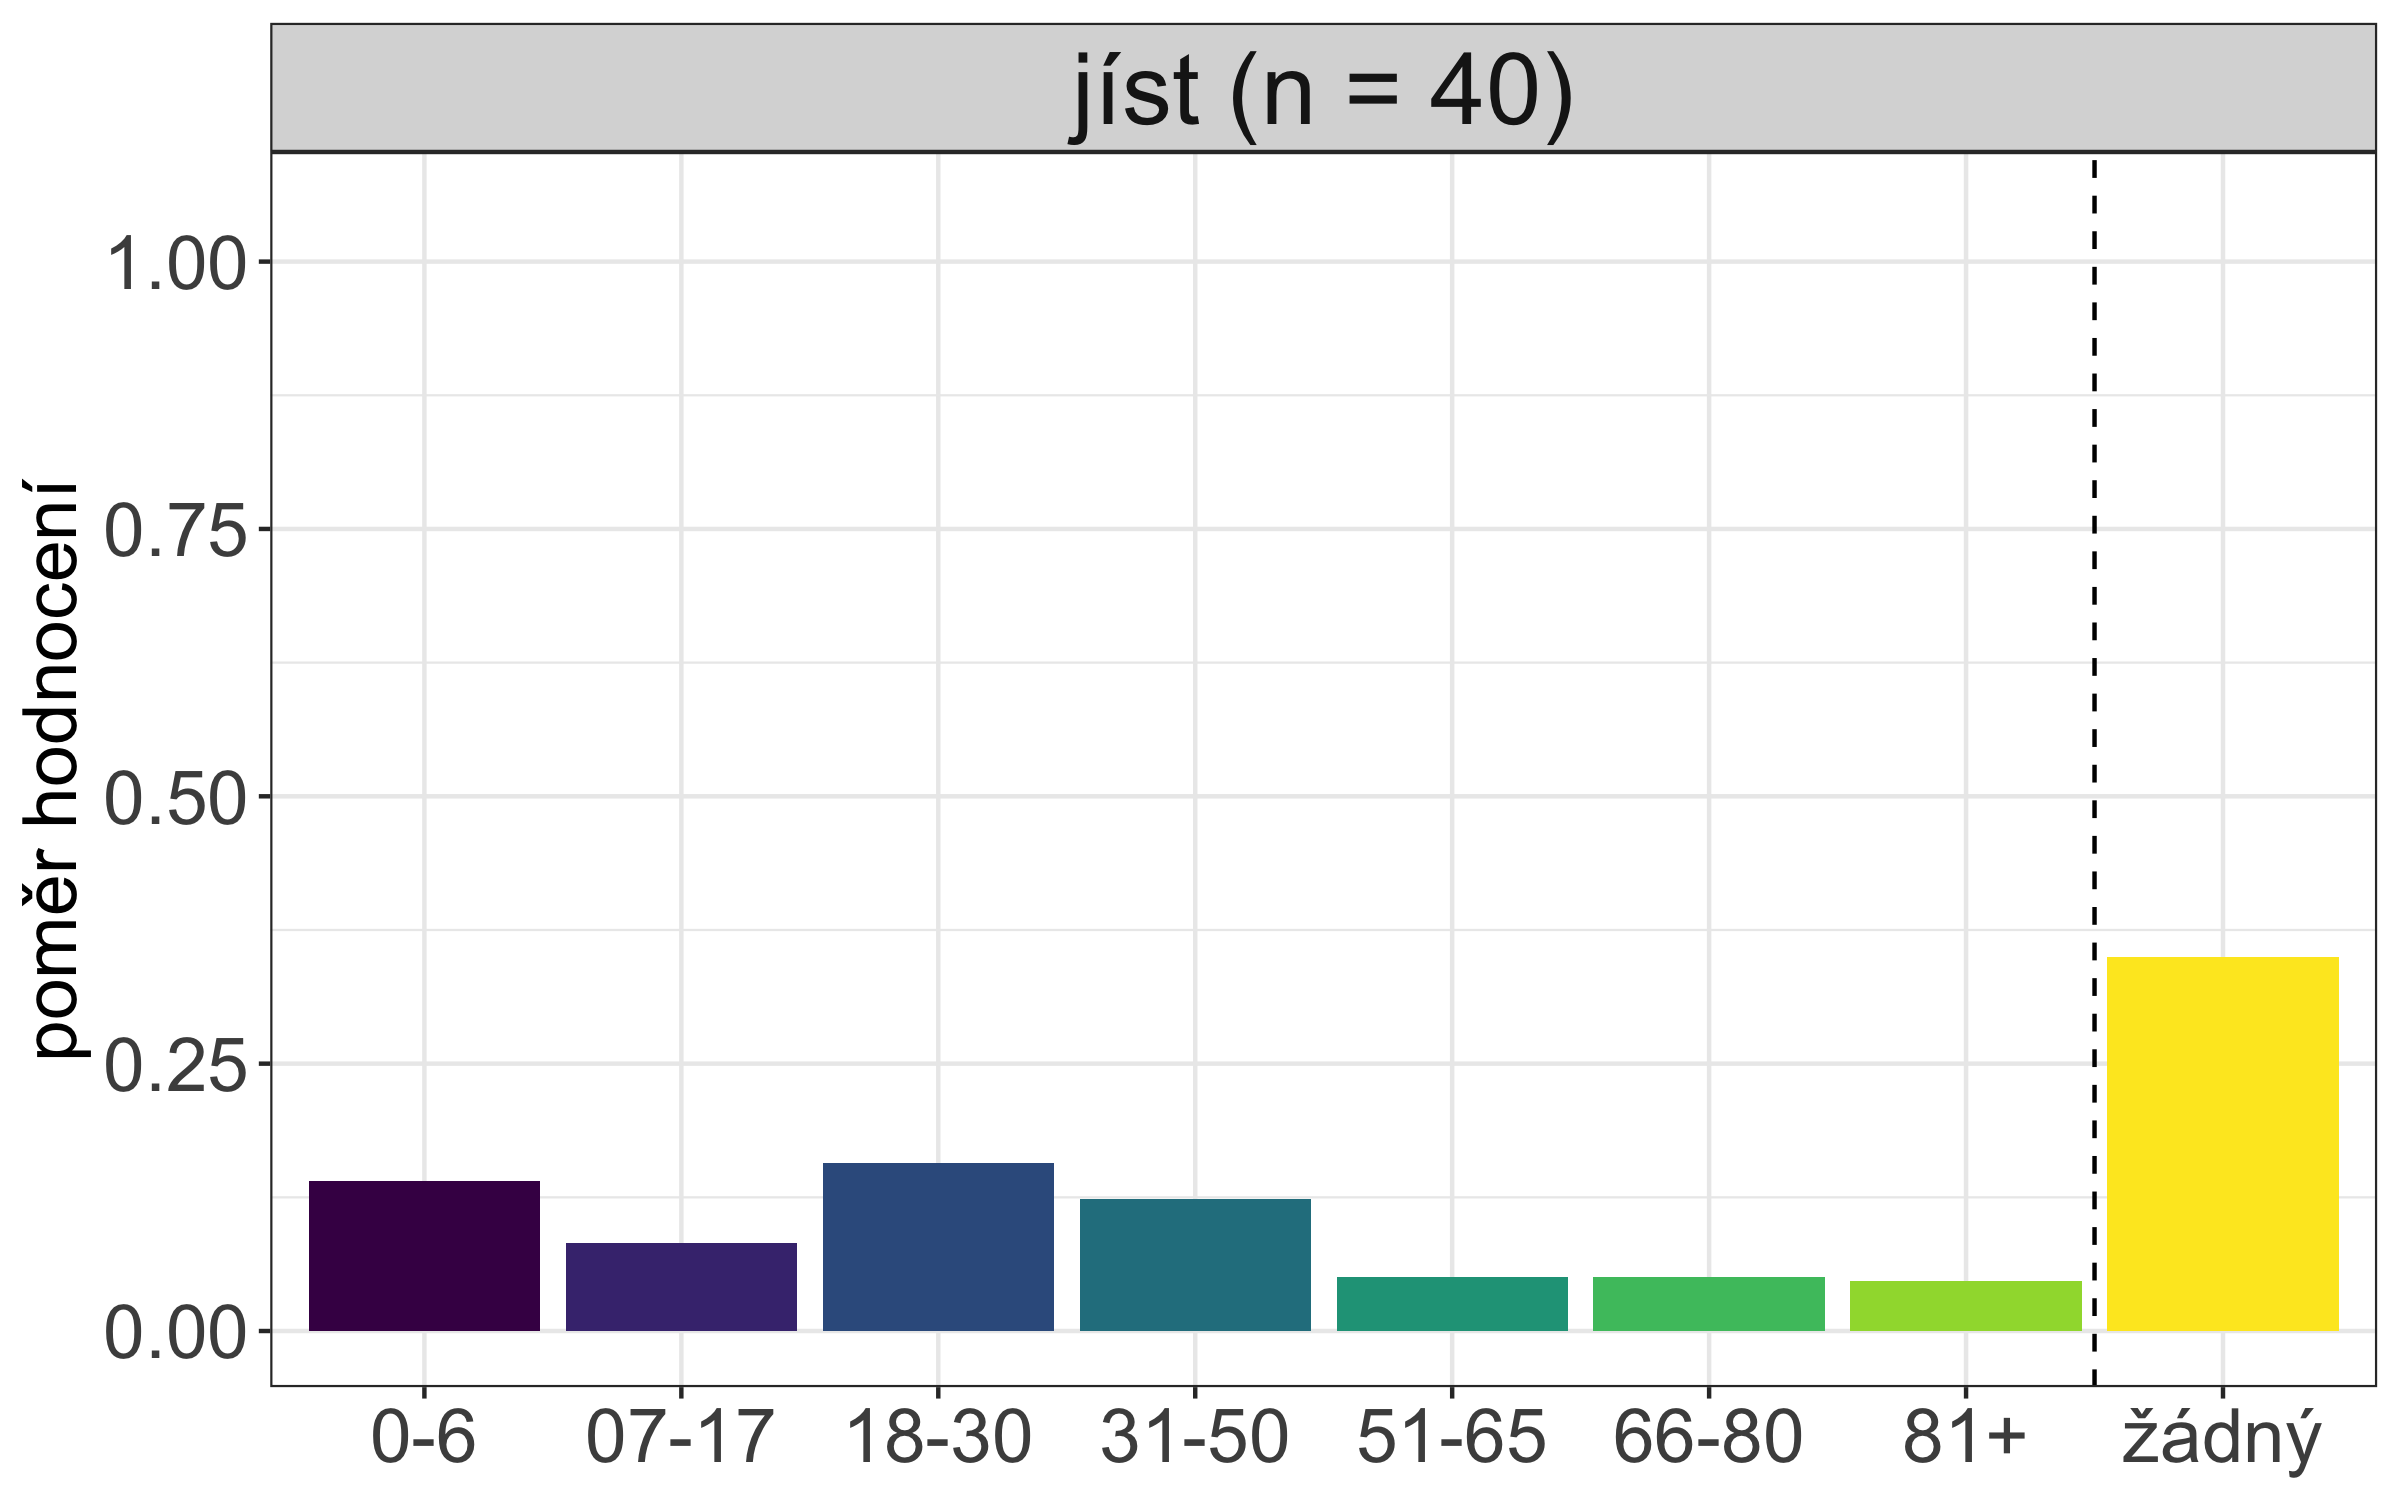 jíst (n = 40)
poměr hodnocení
1.00
0.75
0.50
0.25
0.00
0-6 07-17 18-30 31-50 51-65 66-80 81+ žádný